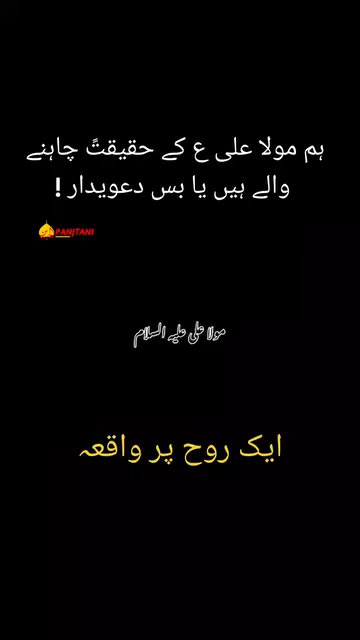 ہم مولا علی ع کے حقیقتً چاہنے
والے ہیں یا بس دعویدار !
PANJTANI
مولا علی علیہ السلام
ایک روح پر واقعہ